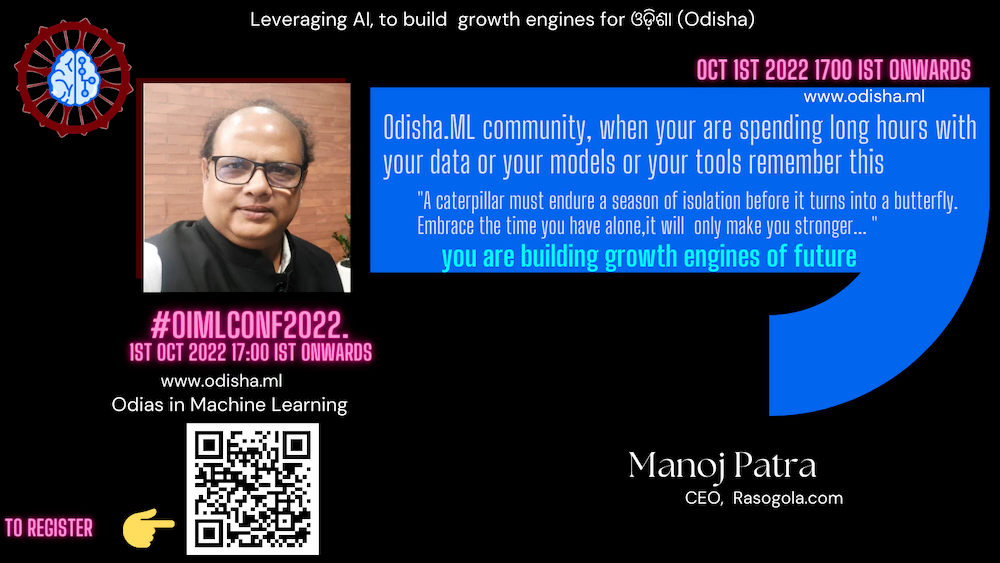 Leveraging AI, to build growth engines for ଓଡ଼ିଶା (Odisha)
OCT 1ST 2022 1700 IST ONWARDS
www.odisha.ml
Odisha.ML community, when your are spending long hours with
your data or your models or your tools remember this
"A caterpillar must endure a season of isolation before it turns into a butterfly.
Embrace the time you have alone,it will only make you stronger... "
you are building growth engines of future
#OIMLCONF2022.
1ST OCT 2022 17:00 IST ONWARDS
www.odisha.ml
Odias in Machine Learning
Manoj Patra
CEO, Rasogola.com
TO REGISTER